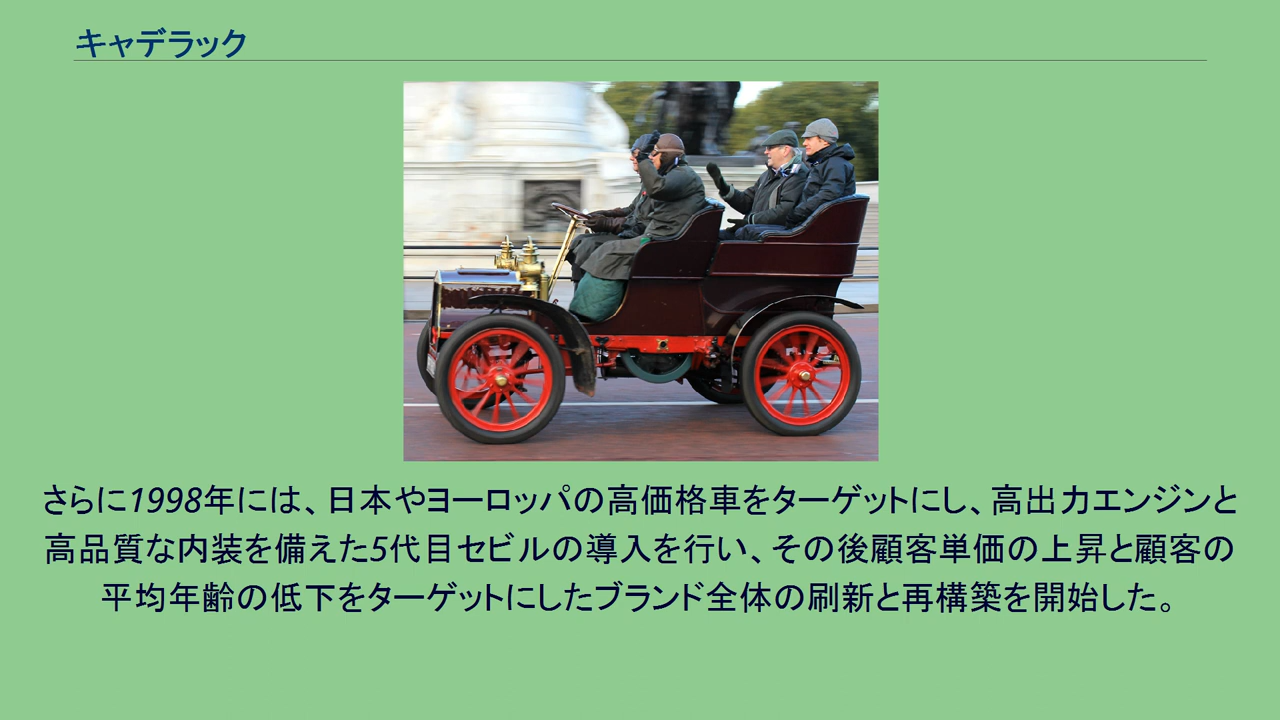 キャデラック
さらに1998年には、日本やヨーロッパの高価格車をターゲットにし、高出力エンジンと
高品質な内装を備えた5代目セビルの導入を行い、その後顧客単価の上昇と顧客の
平均年齢の低下をターゲットにしたブランド全体の刷新と再構築を開始した。